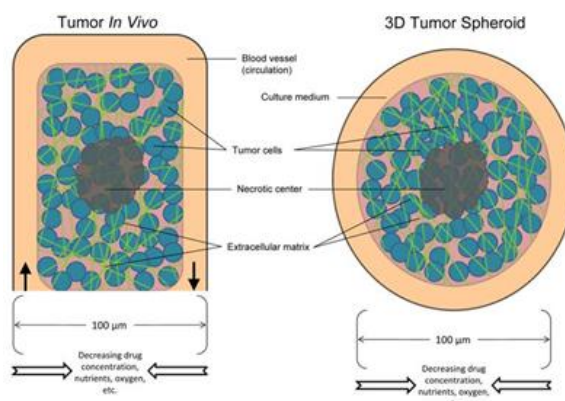 Tumor In Vivo
3D Tumor Spheroid
Blood vessel
(circulation)
Culture medium
Tumor cells
Necrotic center
Extracellular matrix
100 µm
100 µm
Decreasing drug
concentration,
nutrients, oxygen,
etc.
Decreasing drug
concentration,
nutrients, oxygen,